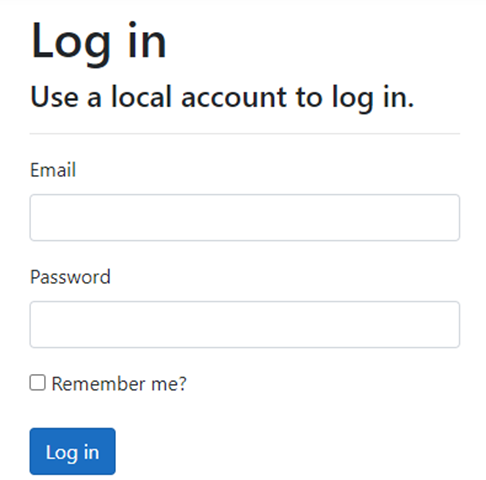 Log in
Use a local account to log in.
Email
Password
Remember me?
Log in